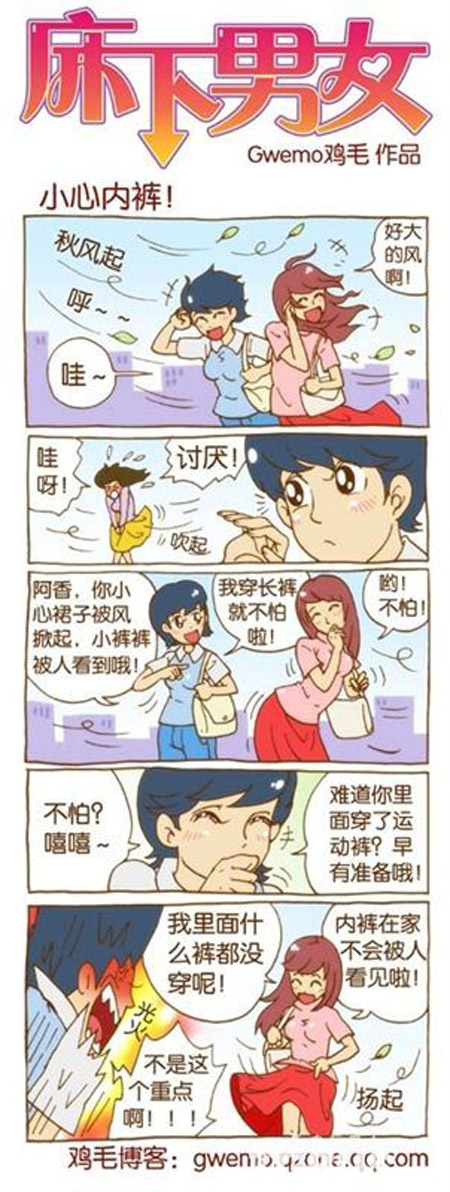 床下男女
Gwemo鸡毛 作品
小心内裤!
秋风起
呼~~
好大
的风
啊!
哇~
哇
呀!
讨厌!
吹起
阿香,你小
心裙子被风
掀起,小裤裤
被人看到哦!
我穿长裤
就不怕
啦!
哟!
不怕!
不怕?
嘻嘻~
难道你里
面穿了运
动裤?早
有准备哦!
我里面什
么裤都没
穿呢!
内裤在家
不会被人
看见啦!
光火
不是这
个重点
啊!!!
扬起
鸡毛博客:gwemo.qzone.qq.com